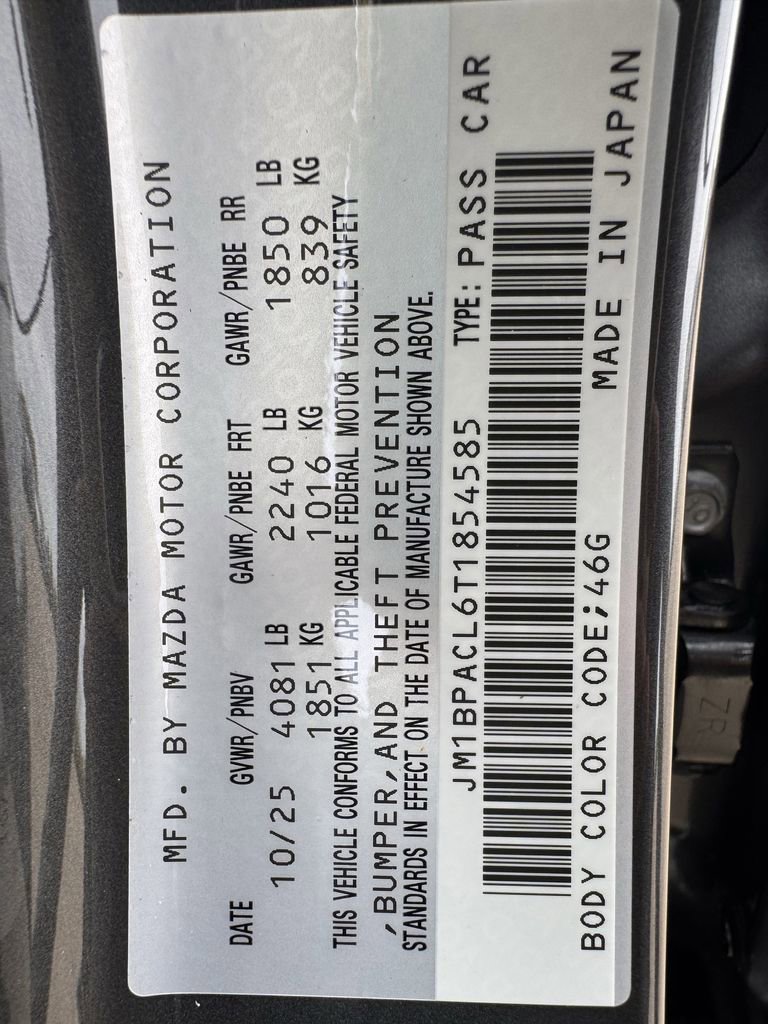 MFD. BY MAZDA MOTOR CORPORATION
DATE GVWR/PNBV GAWR/PNBE FRT GAWR/PNBE RR
10/25 4081 LB 2240 LB 1850 LB
1851 KG 1016 KG 839 KG
THIS VEHICLE CONFORMS TO ALL APPLICABLE FEDERAL MOTOR VEHICLE SAFETY
,BUMPER,AND THEFT PREVENTION
STANDARDS IN EFFECT ON THE DATE OF MANUFACTURE SHOWN ABOVE.
JM1BPACL6T1854585 TYPE: PASS CAR
BODY COLOR CODE;46G MADE IN JAPAN
ZR